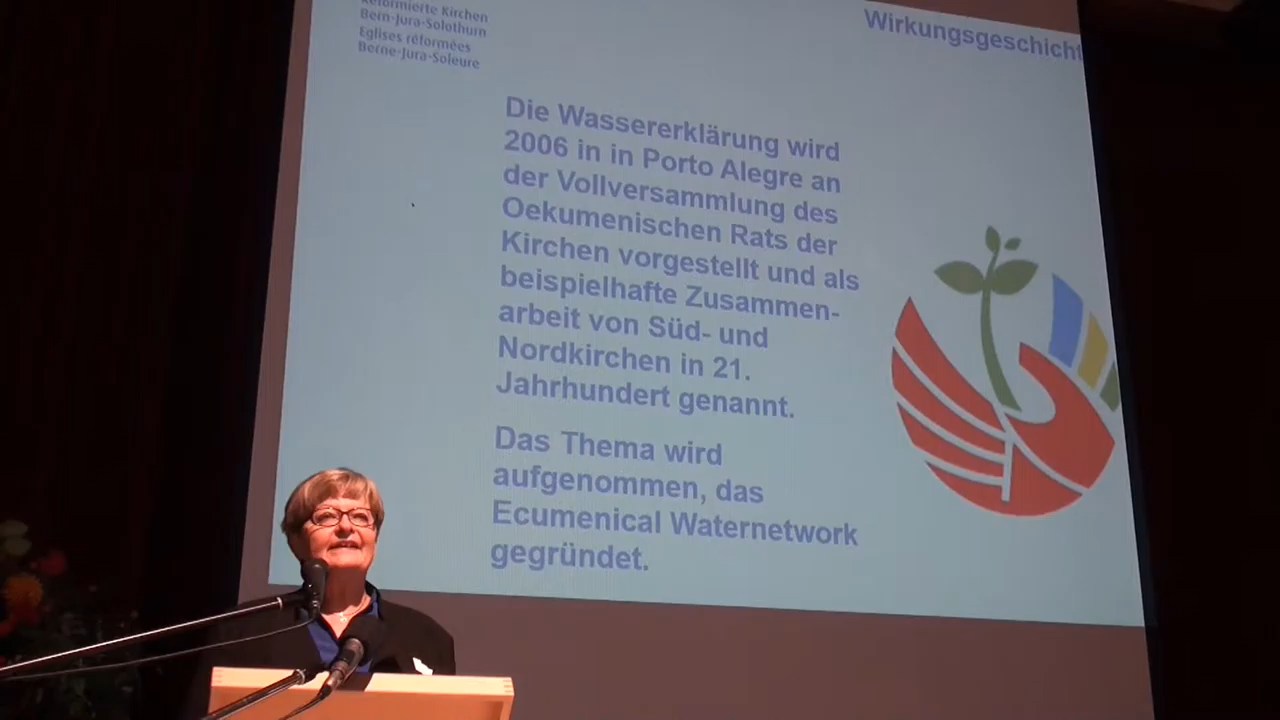 Reformierte Kirchen
Bern-Jura-Solothurn
Eglises réformées
Berne-Jura-Soleure
Wirkungsgeschicht
Die Wassererklärung wird
2006 in in Porto Alegre an
der Vollversammlung des
Oekumenischen Rats der
Kirchen vorgestellt und als
beispielhafte Zusammen-
arbeit von Süd- und
Nordkirchen in 21.
Jahrhundert genannt.
Das Thema wird
aufgenommen, das
Ecumenical Waternetwork
gegründet.